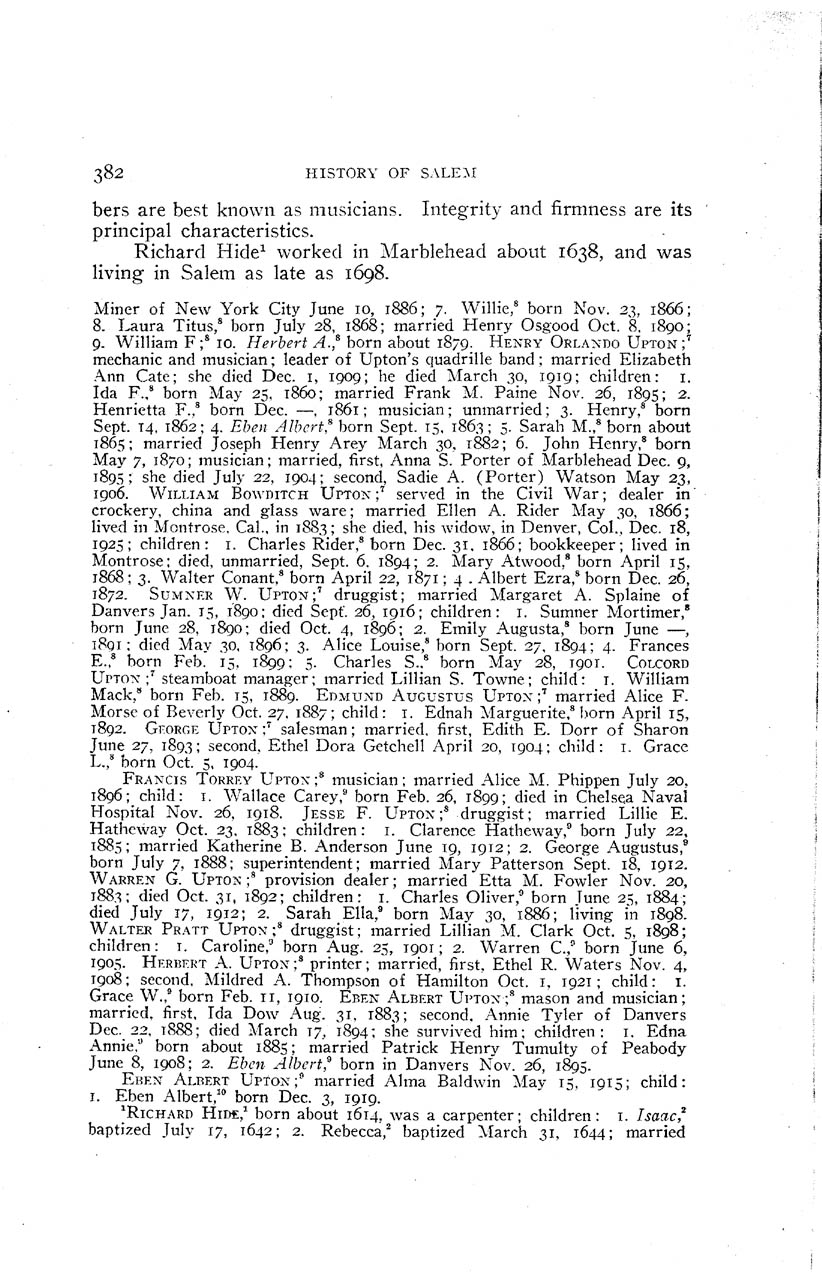 382 HISTORY OF SALEM
bers are best known as musicians. Integrity and firmness are its
principal characteristics.
Richard Hide¹ worked in Marblehead about 1638, and was
living in Salem as late as 1698.
Miner of New York City June 10, 1886; 7. Willie,⁸ born Nov. 23, 1866;
8. Laura Titus,⁸ born July 28, 1868; married Henry Osgood Oct. 8, 1890;
9. William F;⁸ 10. Herbert A.,⁸ born about 1879. HENRY ORLANDO UPTON;⁷
mechanic and musician; leader of Upton's quadrille band; married Elizabeth
Ann Cate; she died Dec. 1, 1909; he died March 30, 1919; children: 1.
Ida F.,⁸ born May 25, 1860; married Frank M. Paine Nov. 26, 1895; 2.
Henrietta F.,⁸ born Dec. —, 1861; musician; unmarried; 3. Henry,⁸ born
Sept. 14, 1862; 4. Eben Albert,⁸ born Sept. 15, 1863; 5. Sarah M.,⁸ born about
1865; married Joseph Henry Arey March 30, 1882; 6. John Henry,⁸ born
May 7, 1870; musician; married, first, Anna S. Porter of Marblehead Dec. 9,
1895; she died July 22, 1904; second, Sadie A. (Porter) Watson May 23,
1906. WILLIAM BOWDITCH UPTON;⁷ served in the Civil War; dealer in
crockery, china and glass ware; married Ellen A. Rider May 30, 1866;
lived in Montrose, Cal., in 1883; she died, his widow, in Denver, Col., Dec. 18,
1925; children: 1. Charles Rider,⁸ born Dec. 31, 1866; bookkeeper; lived in
Montrose; died, unmarried, Sept. 6, 1894; 2. Mary Atwood,⁸ born April 15,
1868; 3. Walter Conant,⁸ born April 22, 1871; 4 . Albert Ezra,⁸ born Dec. 26,
1872. SUMNER W. UPTON;⁷ druggist; married Margaret A. Splaine of
Danvers Jan. 15, 1890; died Sept. 26, 1916; children: 1. Sumner Mortimer,⁸
born June 28, 1890; died Oct. 4, 1896; 2. Emily Augusta,⁸ born June —,
1891; died May 30, 1896; 3. Alice Louise,⁸ born Sept. 27, 1894; 4. Frances
E.,⁸ born Feb. 15, 1899; 5. Charles S.,⁸ born May 28, 1901. COLCORD
UPTON;⁷ steamboat manager; married Lillian S. Towne; child: 1. William
Mack,⁸ born Feb. 15, 1889. EDMUND AUGUSTUS UPTON;⁷ married Alice F.
Morse of Beverly Oct. 27, 1887; child: 1. Ednah Marguerite,⁸ born April 15,
1892. GEORGE UPTON;⁷ salesman; married, first, Edith E. Dorr of Sharon
June 27, 1893; second, Ethel Dora Getchell April 20, 1904; child: 1. Grace
L.,⁸ born Oct. 5, 1904.
FRANCIS TORREY UPTON;⁸ musician; married Alice M. Phippen July 20,
1896; child: 1. Wallace Carey,⁹ born Feb. 26, 1899; died in Chelsea Naval
Hospital Nov. 26, 1918. JESSE F. UPTON;⁸ druggist; married Lillie E.
Hatheway Oct. 23, 1883; children: 1. Clarence Hatheway,⁹ born July 22,
1885; married Katherine B. Anderson June 19, 1912; 2. George Augustus,⁹
born July 7, 1888; superintendent; married Mary Patterson Sept. 18, 1912.
WARREN G. UPTON;⁸ provision dealer; married Etta M. Fowler Nov. 20,
1883; died Oct. 31, 1892; children: 1. Charles Oliver,⁹ born June 25, 1884;
died July 17, 1912; 2. Sarah Ella,⁹ born May 30, 1886; living in 1898.
WALTER PRATT UPTON;⁸ druggist; married Lillian M. Clark Oct. 5, 1898;
children: 1. Caroline,⁹ born Aug. 25, 1901; 2. Warren C.,⁹ born June 6,
1905. HERBERT A. UPTON;⁸ printer; married, first, Ethel R. Waters Nov. 4,
1908; second, Mildred A. Thompson of Hamilton Oct. 1, 1921; child: 1.
Grace W.,⁹ born Feb. 11, 1910. EBEN ALBERT UPTON;⁸ mason and musician;
married, first, Ida Dow Aug. 31, 1883; second, Annie Tyler of Danvers
Dec. 22, 1888; died March 17, 1894; she survived him; children: 1. Edna
Annie,⁹ born about 1885; married Patrick Henry Tumulty of Peabody
June 8, 1908; 2. Eben Albert,⁹ born in Danvers Nov. 26, 1895.
EBEN ALBERT UPTON;⁹ married Alma Baldwin May 15, 1915; child:
1. Eben Albert,¹⁰ born Dec. 3, 1919.
¹RICHARD HIDE,¹ born about 1614, was a carpenter; children: 1. Isaac,²
baptized July 17, 1642; 2. Rebecca,² baptized March 31, 1644; married